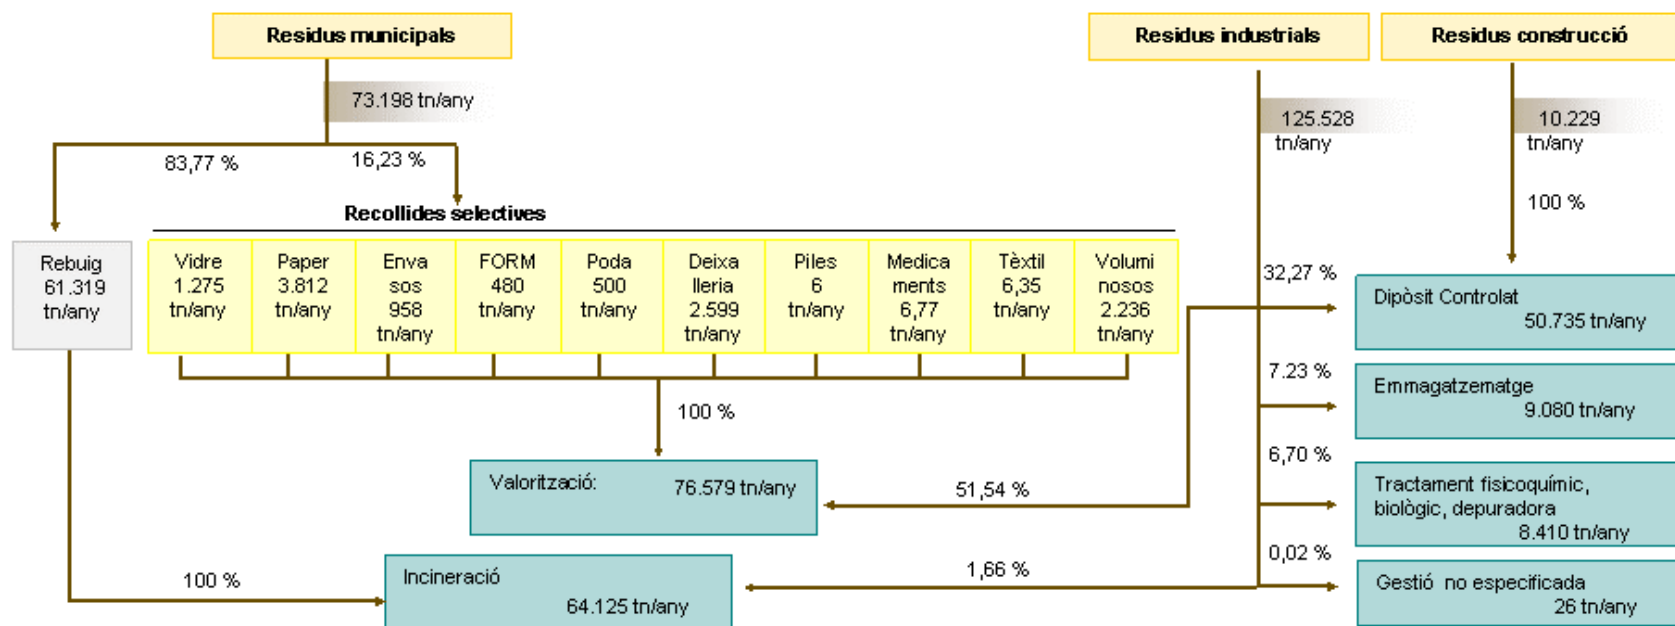 Residus municipals
Residus industrials
Residus construcció
73.198 tn/any
125.528
tn/any
10.229
tn/any
83,77 %
16,23 %
100 %
Recollides selectives
Rebuig
61.319
tn/any
Vidre
1.275
tn/any
Paper
3.812
tn/any
Enva
sos
958
tn/any
FORM
480
tn/any
Poda
500
tn/any
Deixa
lleria
2.599
tn/any
Piles
6
tn/any
Medica
ments
6,77
tn/any
Tèxtil
6,35
tn/any
Volumi
nosos
2.236
tn/any
32,27 %
Dipòsit Controlat
50.735 tn/any
7.23 %
Emmagatzematge
9.080 tn/any
100 %
6,70 %
Valorització: 76.579 tn/any
51,54 %
Tractament fisicoquímic,
biològic, depuradora
8.410 tn/any
0,02 %
100 %
Incineració
64.125 tn/any
1,66 %
Gestió no especificada
26 tn/any